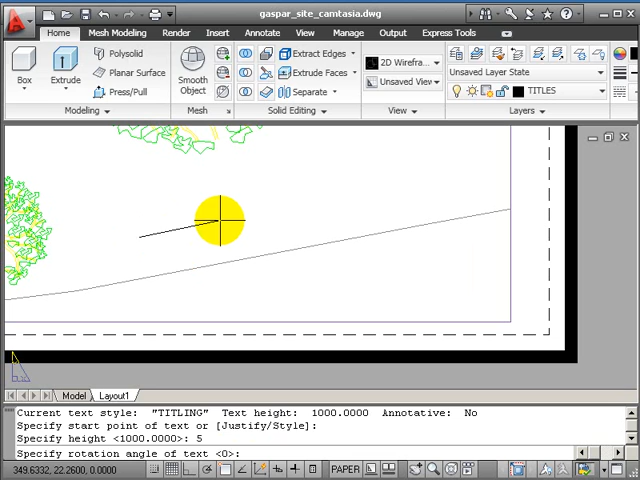 gaspar_site_camtasia.dwg
Home Mesh Modeling Render Insert Annotate View Manage Output Express Tools
Box
Extrude
Polysolid
Planar Surface
Press/Pull
Smooth Object
Extract Edges
Extrude Faces
Separate
2D Wirefra...
Unsaved View
Unsaved Layer State
TITLES
Modeling
Mesh
Solid Editing
View
Layers
Model Layout1
Current text style: "TITLING" Text height: 1000.0000 Annotative: No
Specify start point of text or [Justify/Style]:
Specify height <1000.0000>: 5
Specify rotation angle of text <0>:
349.6332, 22.2600, 0.0000
PAPER